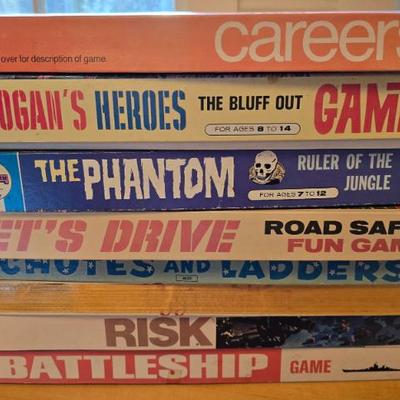 careers
over for description of game.
OGAN'S HEROES THE BLUFF OUT GAM
FOR AGES 8 TO 14
THE PHANTOM RULER OF THE
JUNGLE
FOR AGES 7 TO 12
ET'S DRIVE ROAD SAF
FUN GAM
CHUTES AND LADDERS
RISK
BATTLESHIP GAME